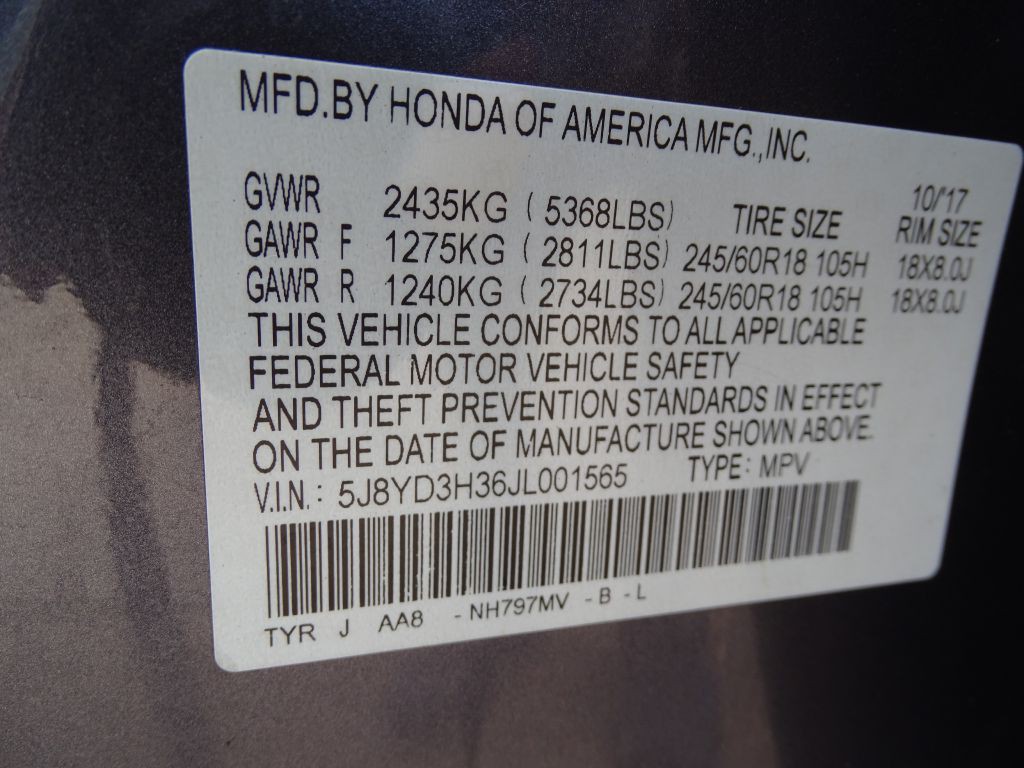 MFD.BY HONDA OF AMERICA MFG.,INC.
10/'17
GVWR 2435KG ( 5368LBS) TIRE SIZE RIM SIZE
GAWR F 1275KG ( 2811LBS) 245/60R18 105H 18X8.0J
GAWR R 1240KG ( 2734LBS) 245/60R18 105H 18X8.0J
THIS VEHICLE CONFORMS TO ALL APPLICABLE
FEDERAL MOTOR VEHICLE SAFETY
AND THEFT PREVENTION STANDARDS IN EFFECT
ON THE DATE OF MANUFACTURE SHOWN ABOVE.
V.I.N.: 5J8YD3H36JL001565 TYPE: MPV
TYR J AA8 -NH797MV -B -L